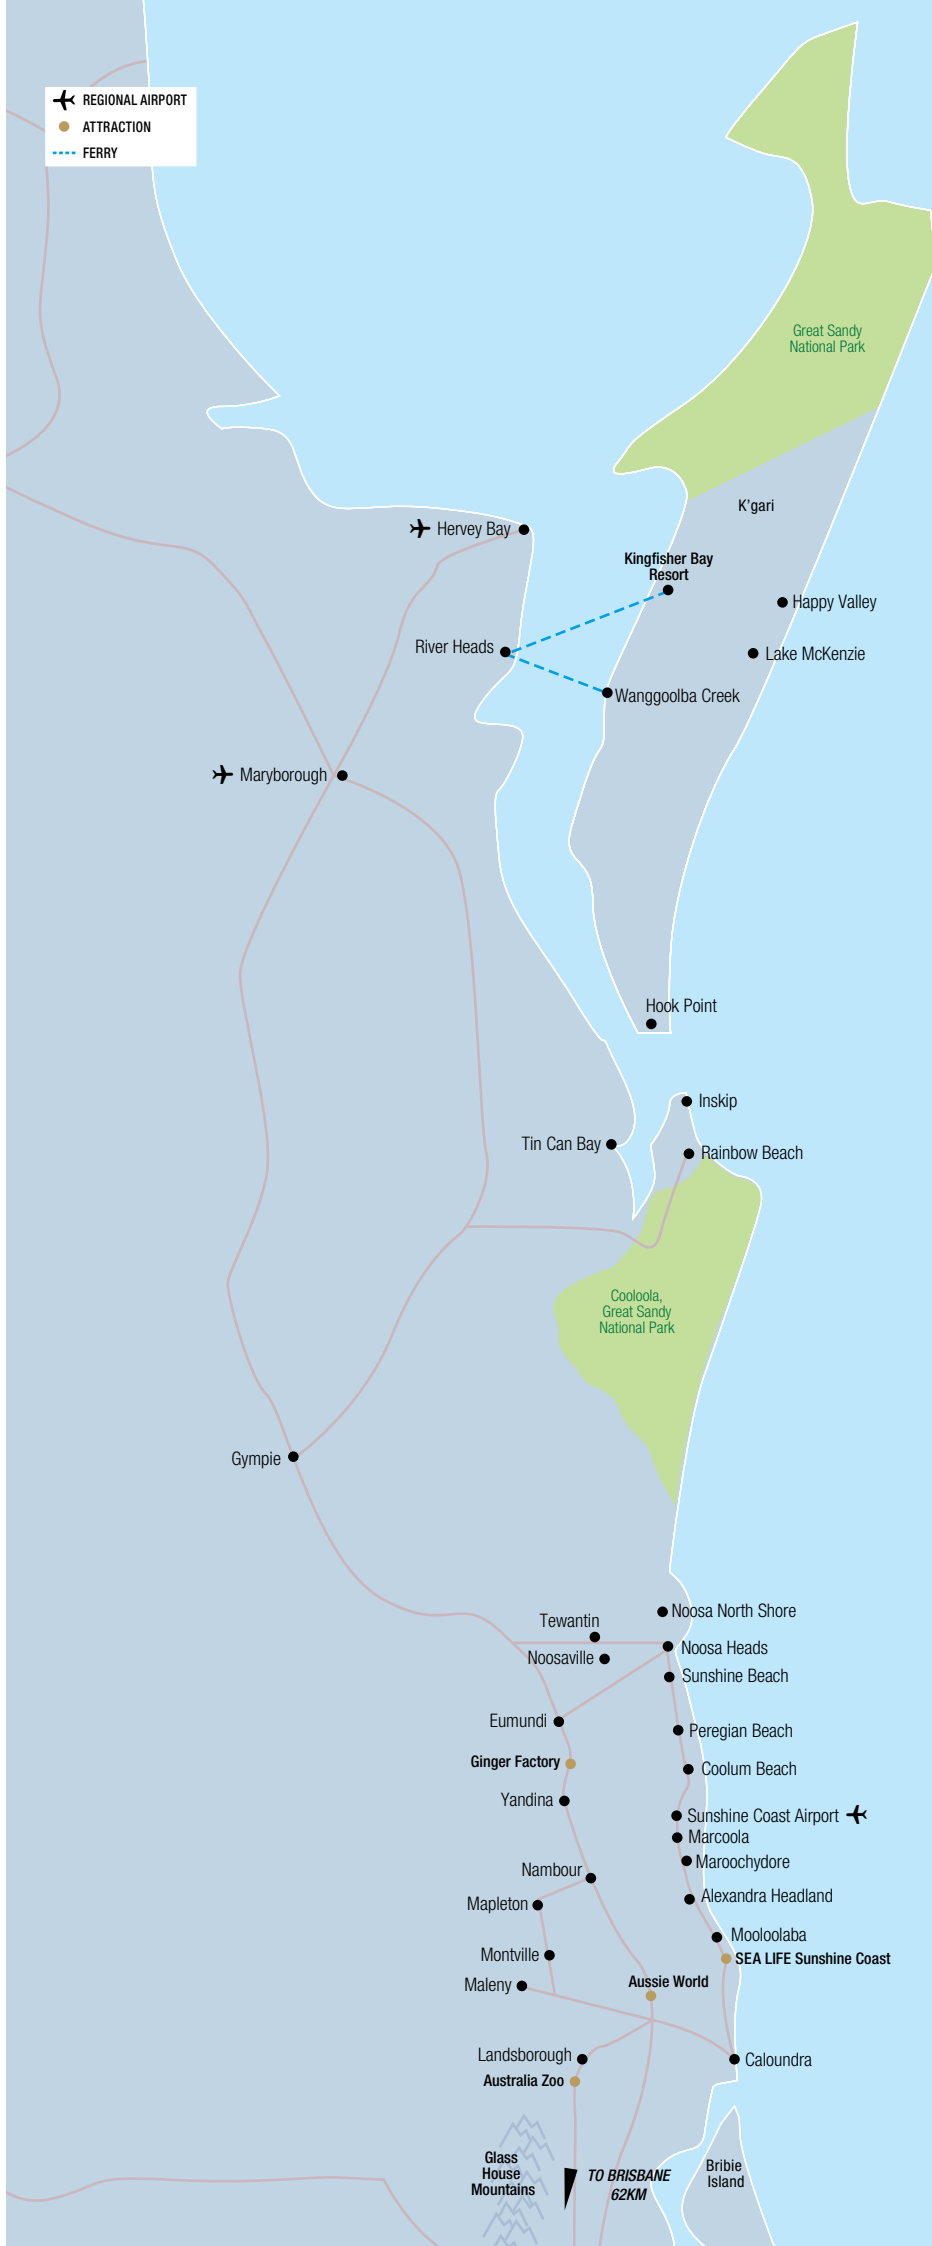 REGIONAL AIRPORT
ATTRACTION
FERRY
Great Sandy
National Park
K'gari
Hervey Bay
Kingfisher Bay
Resort
Happy Valley
River Heads
Lake McKenzie
Wanggoolba Creek
Maryborough
Hook Point
Inskip
Tin Can Bay
Rainbow Beach
Cooloola,
Great Sandy
National Park
Gympie
Noosa North Shore
Tewantin
Noosa Heads
Noosaville
Sunshine Beach
Eumundi
Peregian Beach
Ginger Factory
Coolum Beach
Yandina
Sunshine Coast Airport
Marcoola
Maroochydore
Nambour
Alexandra Headland
Mapleton
Mooloolaba
Montville
SEA LIFE Sunshine Coast
Maleny
Aussie World
Landsborough
Caloundra
Australia Zoo
Glass
House
Mountains
TO BRISBANE
62KM
Bribie
Island